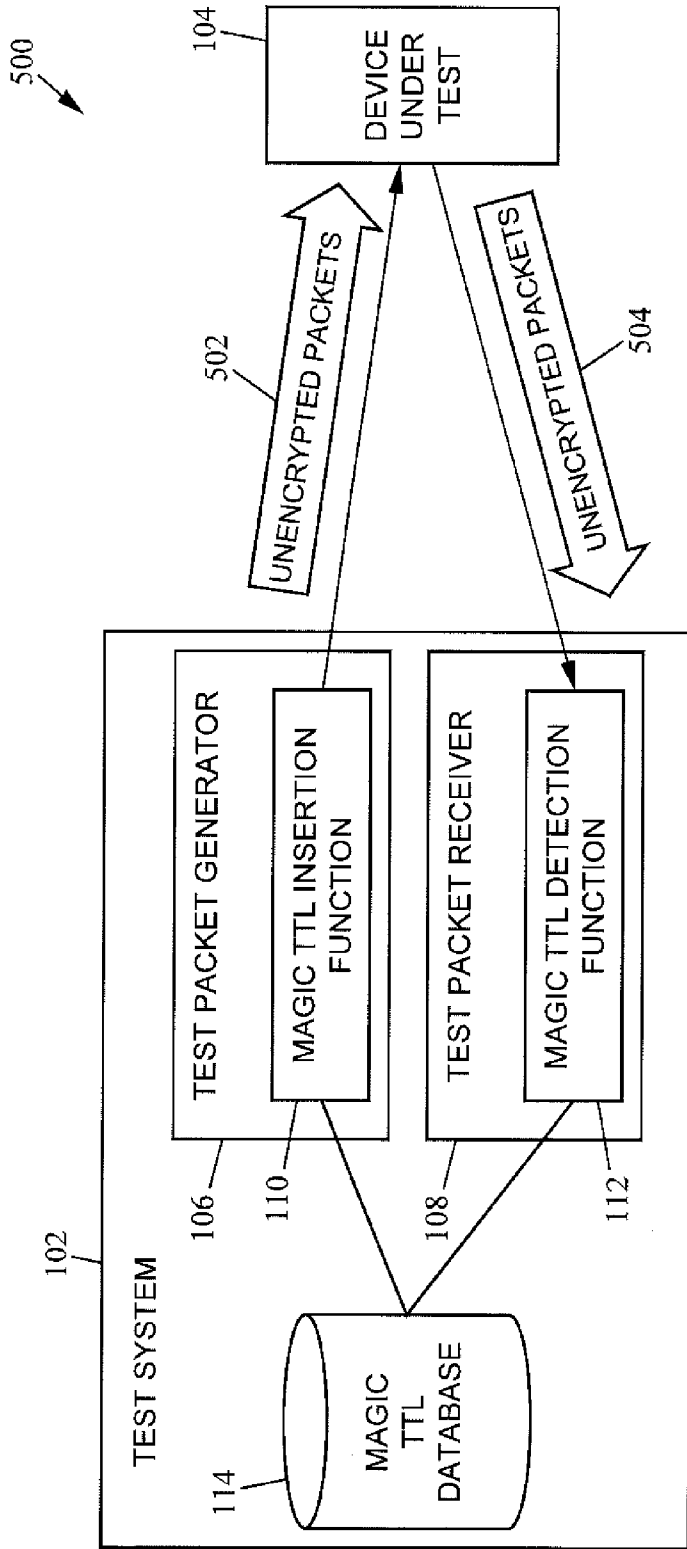 500
102
TEST SYSTEM
114
MAGIC
TTL
DATABASE
106
TEST PACKET GENERATOR
110
MAGIC TTL INSERTION
FUNCTION
108
TEST PACKET RECEIVER
112
MAGIC TTL DETECTION
FUNCTION
502
UNENCRYPTED PACKETS
UNENCRYPTED PACKETS
504
104
DEVICE
UNDER
TEST